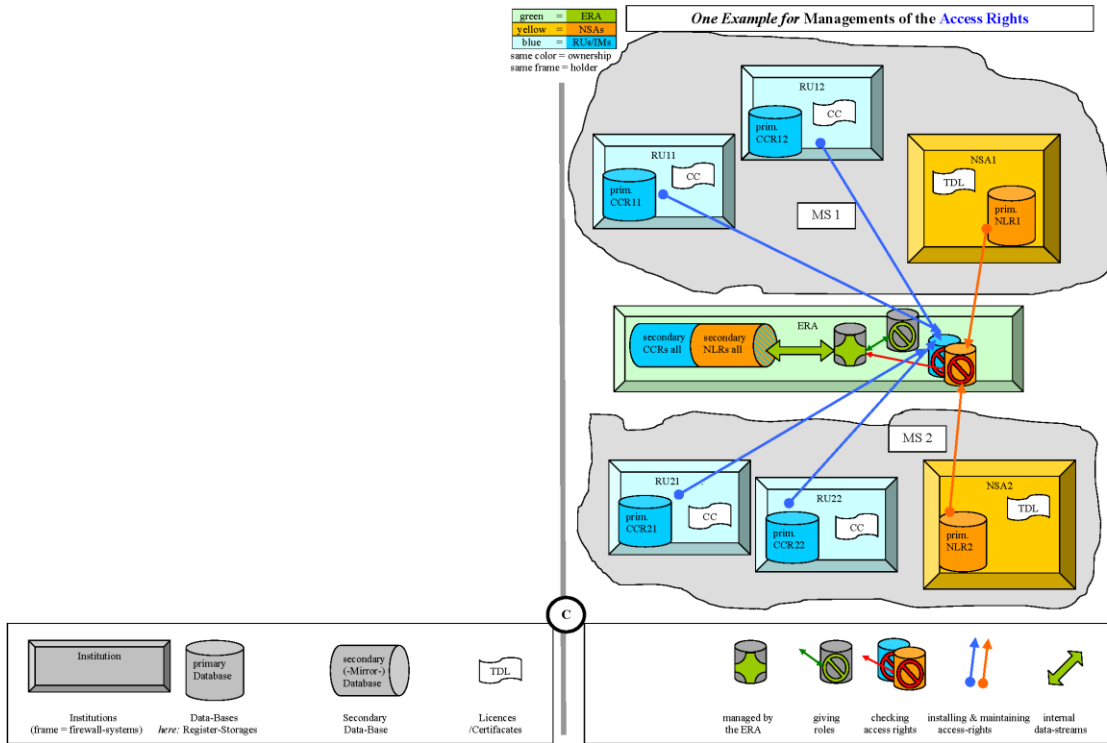 green = ERA
yellow = NSAs
blue = RUs/IMs
same color = ownership
same frame = holder
One Example for Managements of the Access Rights
RU12
CC
prim.
CCR12
RU11
CC
prim.
CCR11
NSA1
TDL
prim.
NLR1
MS 1
ERA
secondary
CCRs all
secondary
NLRs all
MS 2
RU21
CC
prim.
CCR21
RU22
CC
prim.
CCR22
NSA2
TDL
prim.
NLR2
C
Institution
primary
Database
secondary
(-Mirror-)
Database
TDL
Institutions
(frame = firewall-systems)
Data-Bases
here: Register-Storages
Secondary
Data-Base
Licences
/Certifacates
managed by
the ERA
giving
roles
checking
access rights
installing & maintaining
access-rights
internal
data-streams